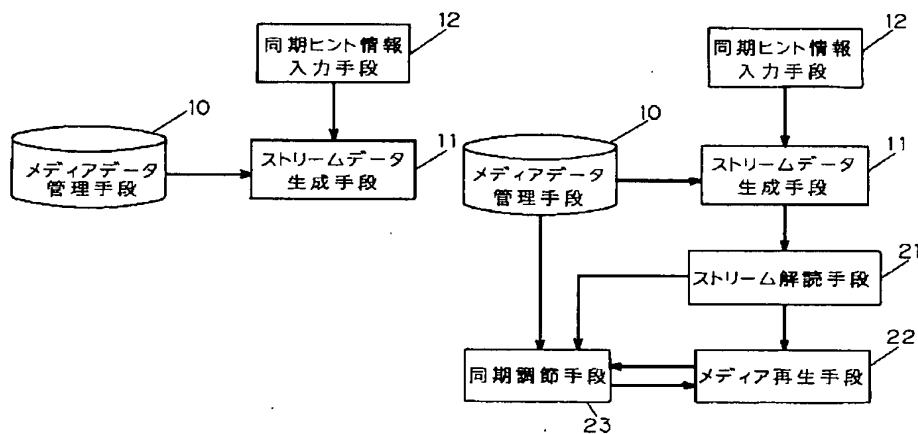 12
同期ヒント情報
入力手段
10
メディアデータ
管理手段
11
ストリームデータ
生成手段
12
同期ヒント情報
入力手段
10
メディアデータ
管理手段
11
ストリームデータ
生成手段
21
ストリーム解読手段
22
メディア再生手段
同期調節手段
23